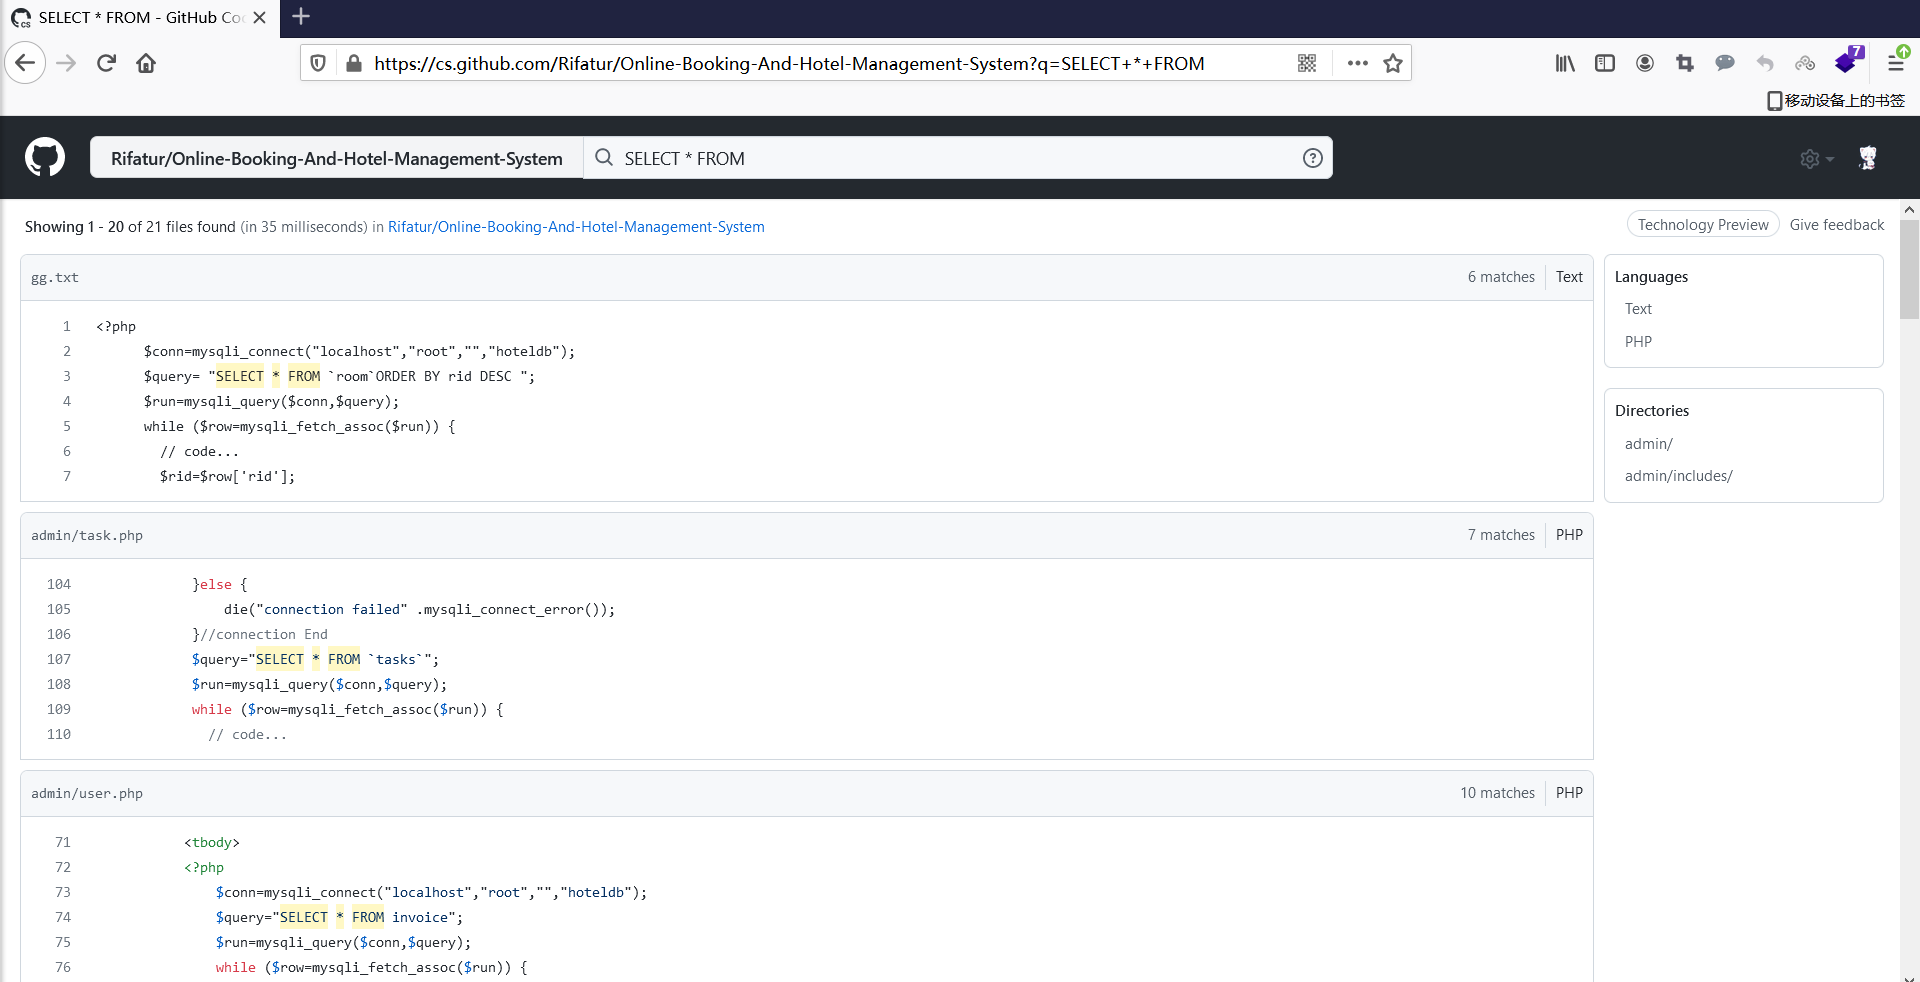 SELECT * FROM - GitHub Co
https://cs.github.com/Rifatur/Online-Booking-And-Hotel-Management-System?q=SELECT+*+FROM
7
移动设备上的书签
Rifatur/Online-Booking-And-Hotel-Management-System
SELECT * FROM
Showing 1 - 20 of 21 files found (in 35 milliseconds) in Rifatur/Online-Booking-And-Hotel-Management-System
Technology Preview
Give feedback
gg.txt
6 matches
Text
1 <?php
2 $conn=mysqli_connect("localhost","root","","hoteldb");
3 $query= "SELECT * FROM `room`ORDER BY rid DESC ";
4 $run=mysqli_query($conn,$query);
5 while ($row=mysqli_fetch_assoc($run)) {
6 // code...
7 $rid=$row['rid'];
admin/task.php
7 matches
PHP
104 }else {
105 die("connection failed" .mysqli_connect_error());
106 }//connection End
107 $query="SELECT * FROM `tasks`";
108 $run=mysqli_query($conn,$query);
109 while ($row=mysqli_fetch_assoc($run)) {
110 // code...
admin/user.php
10 matches
PHP
71 <tbody>
72 <?php
73 $conn=mysqli_connect("localhost","root","","hoteldb");
74 $query="SELECT * FROM invoice";
75 $run=mysqli_query($conn,$query);
76 while ($row=mysqli_fetch_assoc($run)) {
Languages
Text
PHP
Directories
admin/
admin/includes/